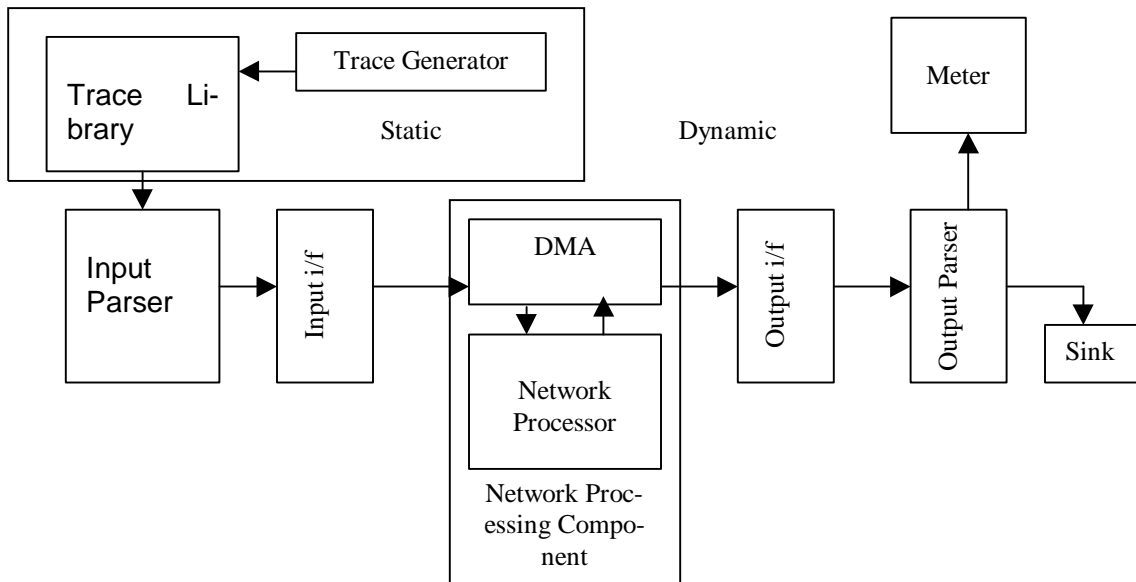 Trace Generator
Meter
Trace Li-
brary
Static
Dynamic
Input
Parser
Input i/f
DMA
Output i/f
Output Parser
Sink
Network
Processor
Network Proc-
essing Compo-
nent